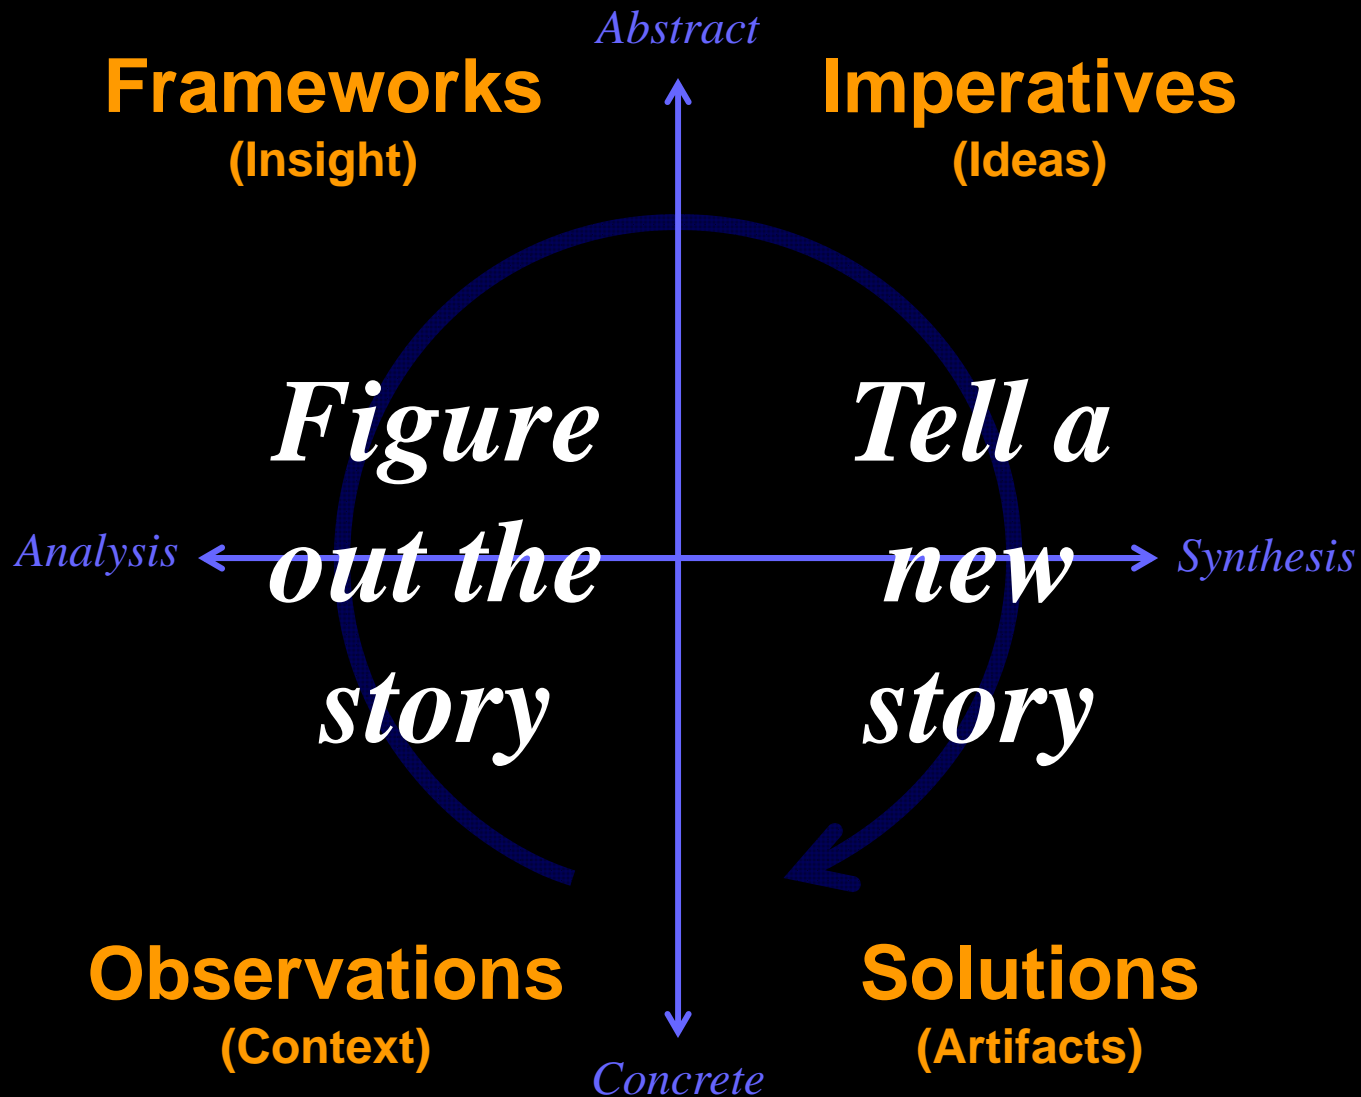 Abstract
Frameworks
(Insight)
Imperatives
(Ideas)
Figure
out the
story
Tell a
new
story
Analysis
Synthesis
Observations
(Context)
Solutions
(Artifacts)
Concrete